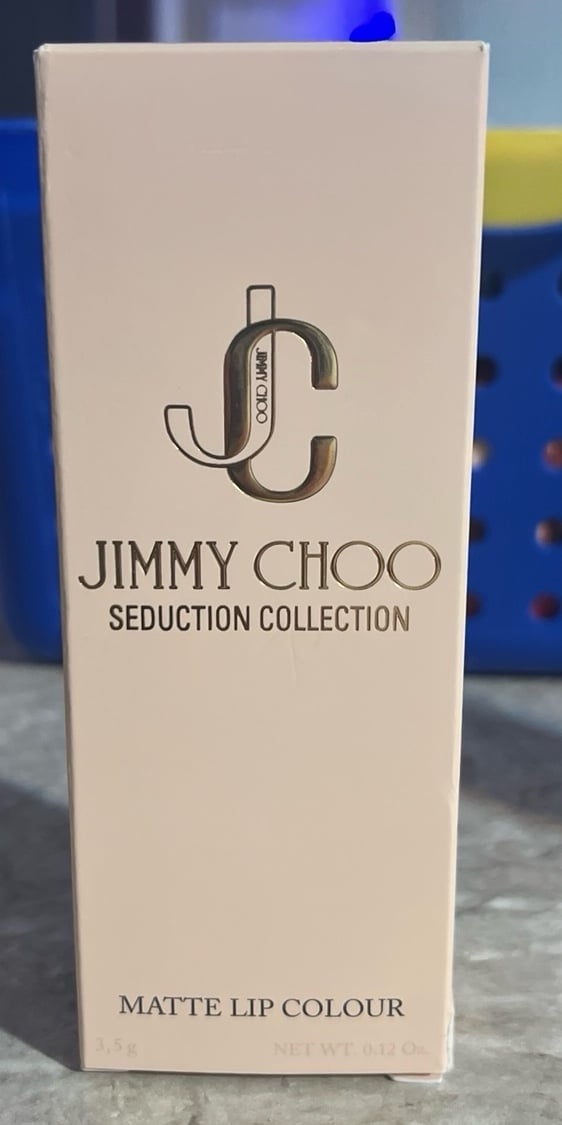 JIMMY CHOO
JIMMY CHOO
SEDUCTION COLLECTION
MATTE LIP COLOUR
3,5 g NET WT. 0.12 Oz.